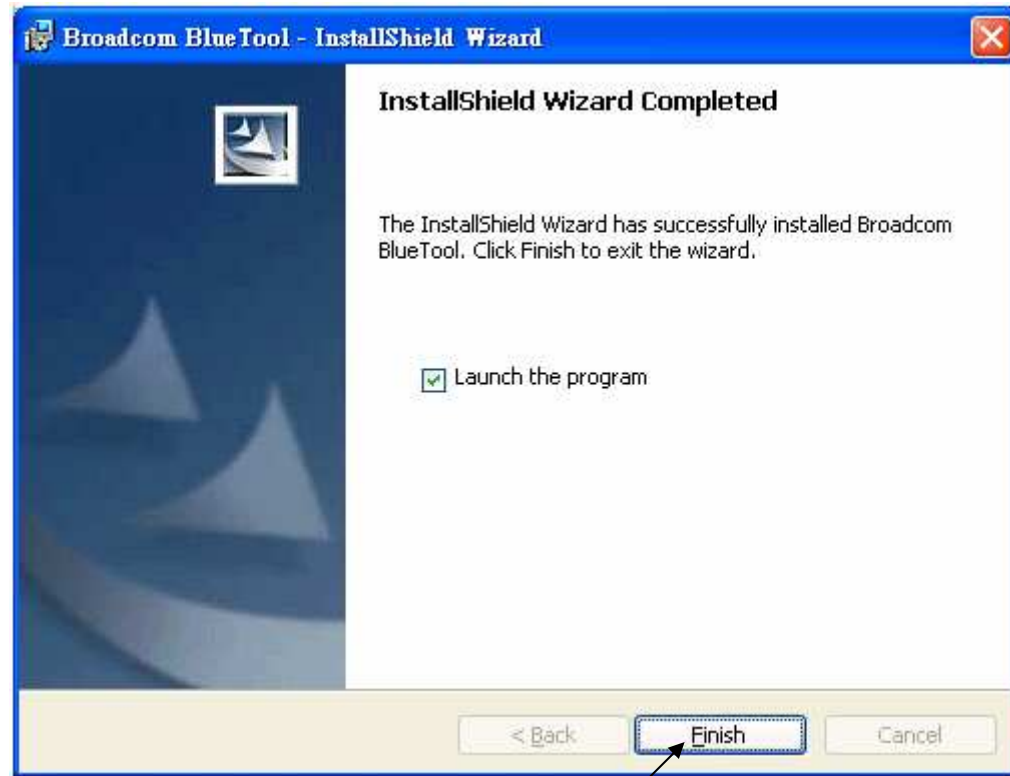 Broadcom BlueTool - InstallShield Wizard
InstallShield Wizard Completed
The InstallShield Wizard has successfully installed Broadcom
BlueTool. Click Finish to exit the wizard.
Launch the program
< Back Finish Cancel